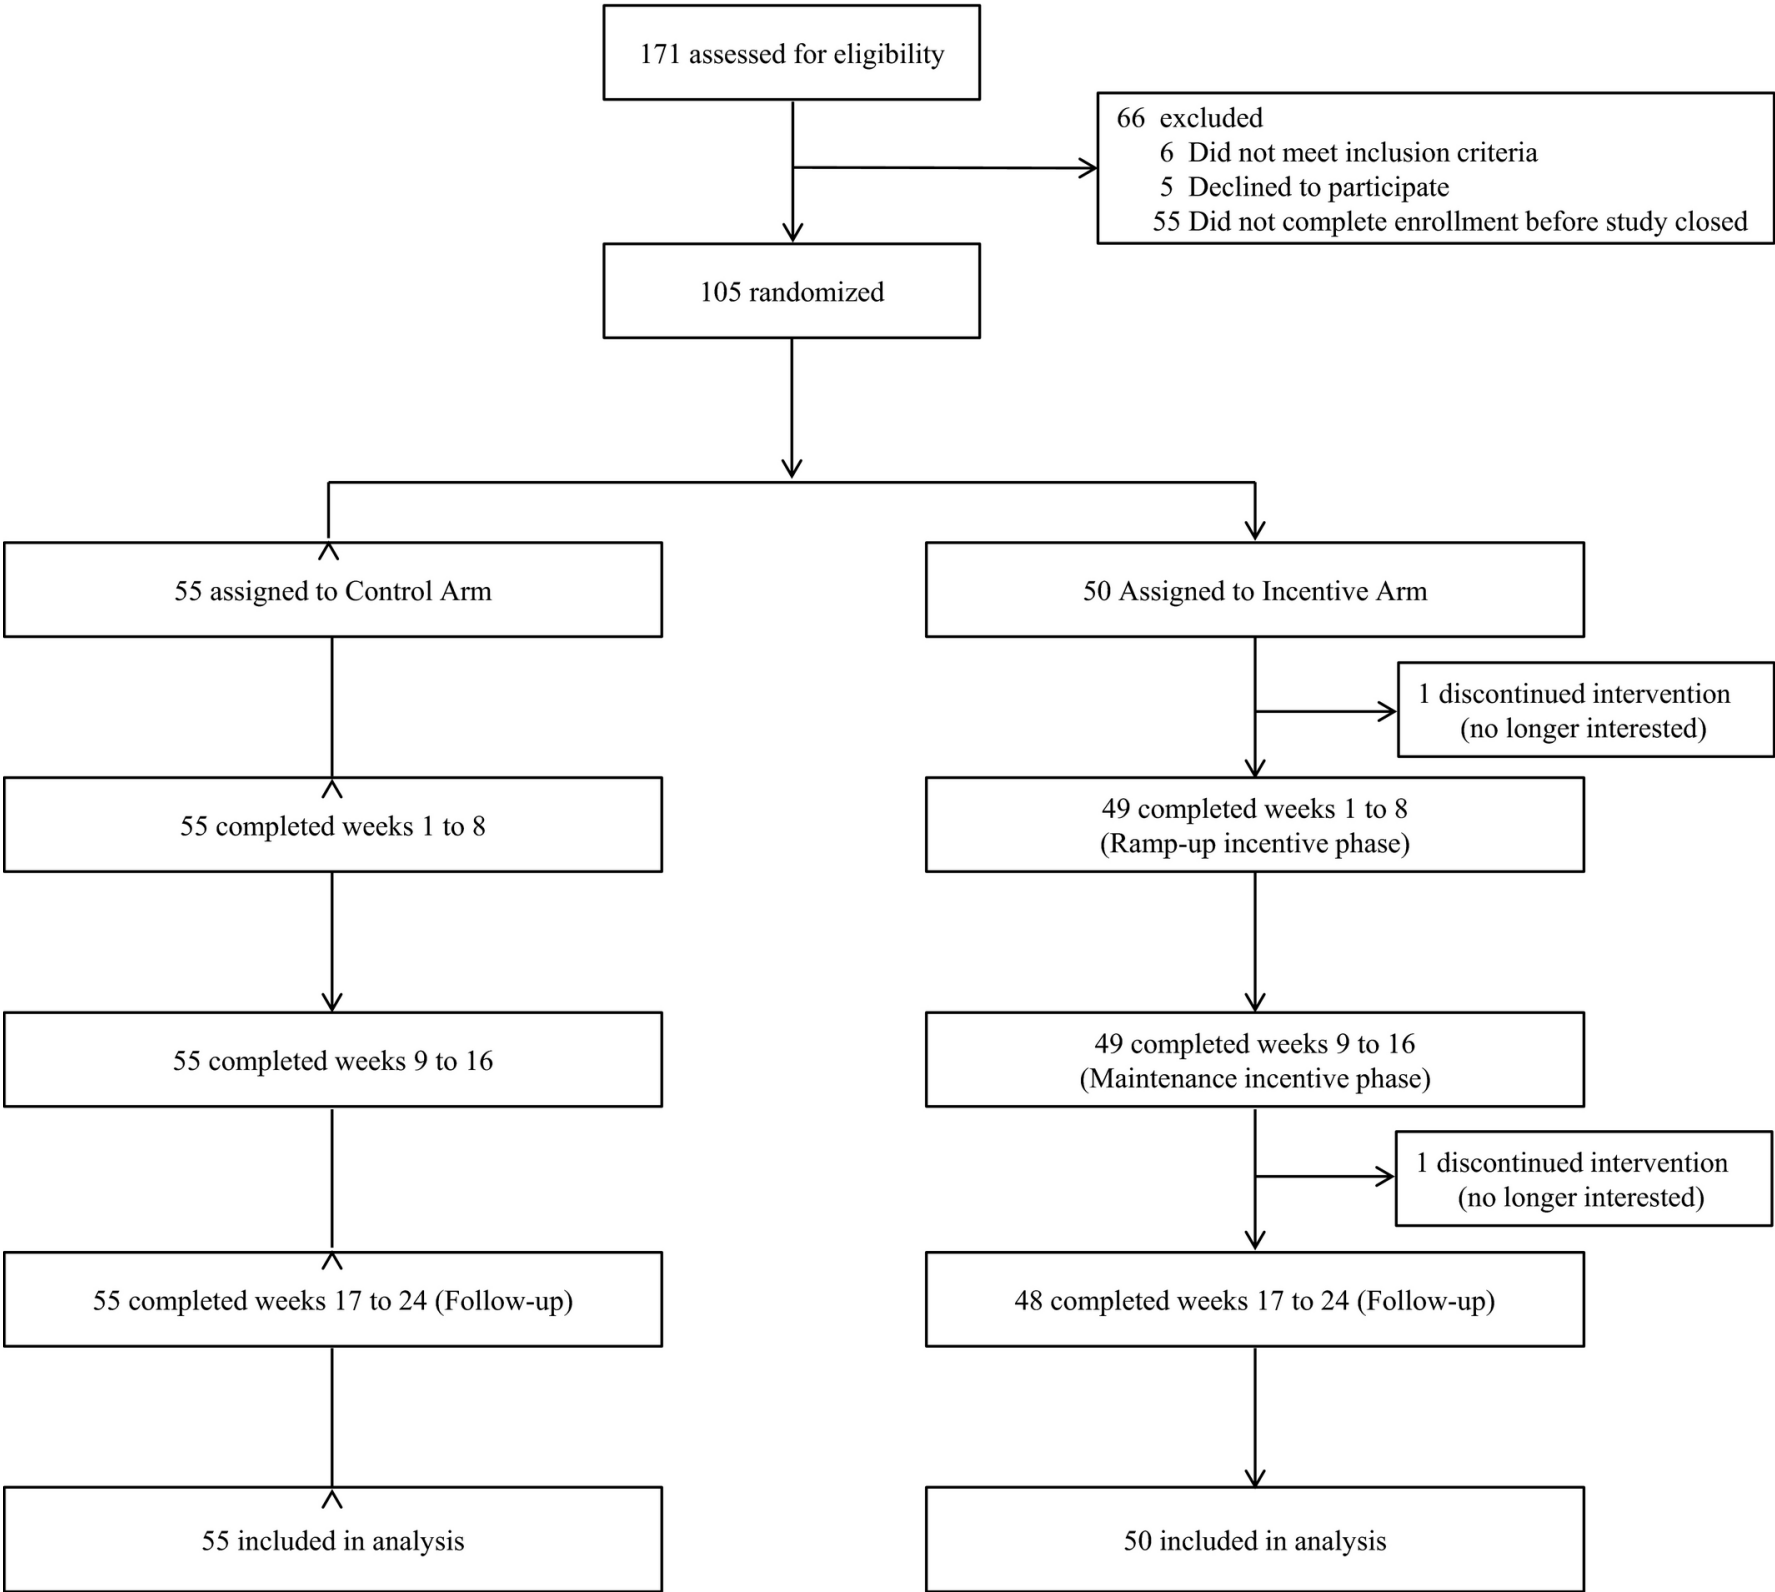 171 assessed for eligibility
66 excluded
6 Did not meet inclusion criteria
5 Declined to participate
55 Did not complete enrollment before study closed
105 randomized
55 assigned to Control Arm
50 Assigned to Incentive Arm
1 discontinued intervention
(no longer interested)
55 completed weeks 1 to 8
49 completed weeks 1 to 8
(Ramp-up incentive phase)
55 completed weeks 9 to 16
49 completed weeks 9 to 16
(Maintenance incentive phase)
1 discontinued intervention
(no longer interested)
55 completed weeks 17 to 24 (Follow-up)
48 completed weeks 17 to 24 (Follow-up)
55 included in analysis
50 included in analysis